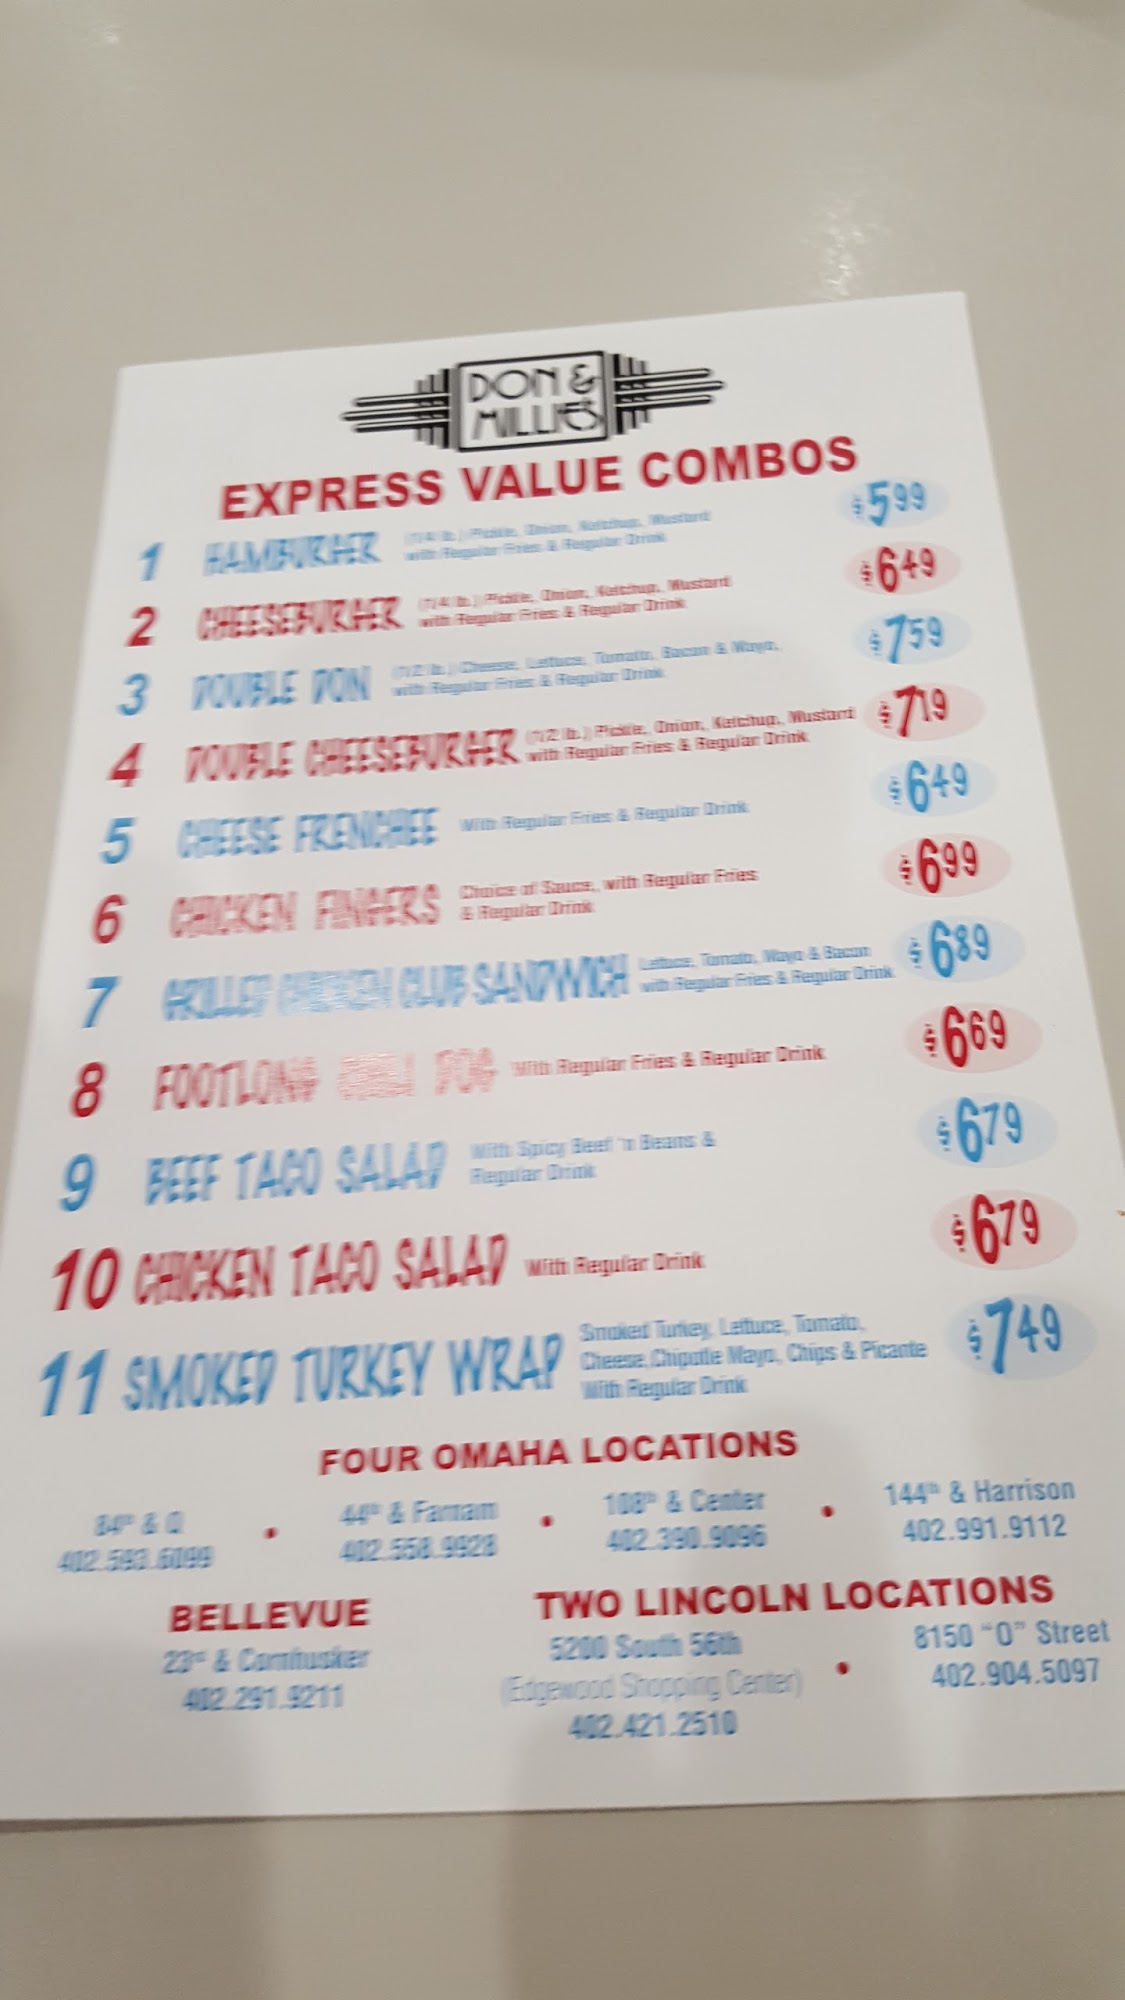 DON &
MILLIE'S
EXPRESS VALUE COMBOS
1 HAMBURGER (1/4 lb.) Pickle, Onion, Ketchup, Mustard $5.99
with Regular Fries & Regular Drink
2 CHEESEBURGER (1/4 lb.) Pickle, Onion, Ketchup, Mustard $6.49
with Regular Fries & Regular Drink
3 DOUBLE DON (1/2 lb.) Cheese, Lettuce, Tomato, Bacon & Mayo, $7.59
with Regular Fries & Regular Drink
4 DOUBLE CHEESEBURGER (1/2 lb.) Pickle, Onion, Ketchup, Mustard $7.19
with Regular Fries & Regular Drink
5 CHEESE FRENCHEE With Regular Fries & Regular Drink $6.49
6 CHICKEN FINGERS Choice of Sauce, with Regular Fries $6.99
& Regular Drink
7 GRILLED CHICKEN CLUB SANDWICH Lettuce, Tomato, Mayo & Bacon $6.89
with Regular Fries & Regular Drink
8 FOOTLONG CHILI DOG With Regular Fries & Regular Drink $6.69
9 BEEF TACO SALAD With Spicy Beef 'n Beans & $6.79
Regular Drink
10 CHICKEN TACO SALAD With Regular Drink $6.79
11 SMOKED TURKEY WRAP Smoked Turkey, Lettuce, Tomato, $7.49
Cheese, Chipotle Mayo, Chips & Picante
With Regular Drink
FOUR OMAHA LOCATIONS
84th & Q • 44th & Farnam • 108th & Center • 144th & Harrison
402.593.6099 402.558.9928 402.390.9096 402.991.9112
BELLEVUE TWO LINCOLN LOCATIONS
23rd & Cornhusker 5200 South 56th • 8150 "O" Street
402.291.9211 (Edgewood Shopping Center) 402.904.5097
402.421.2510